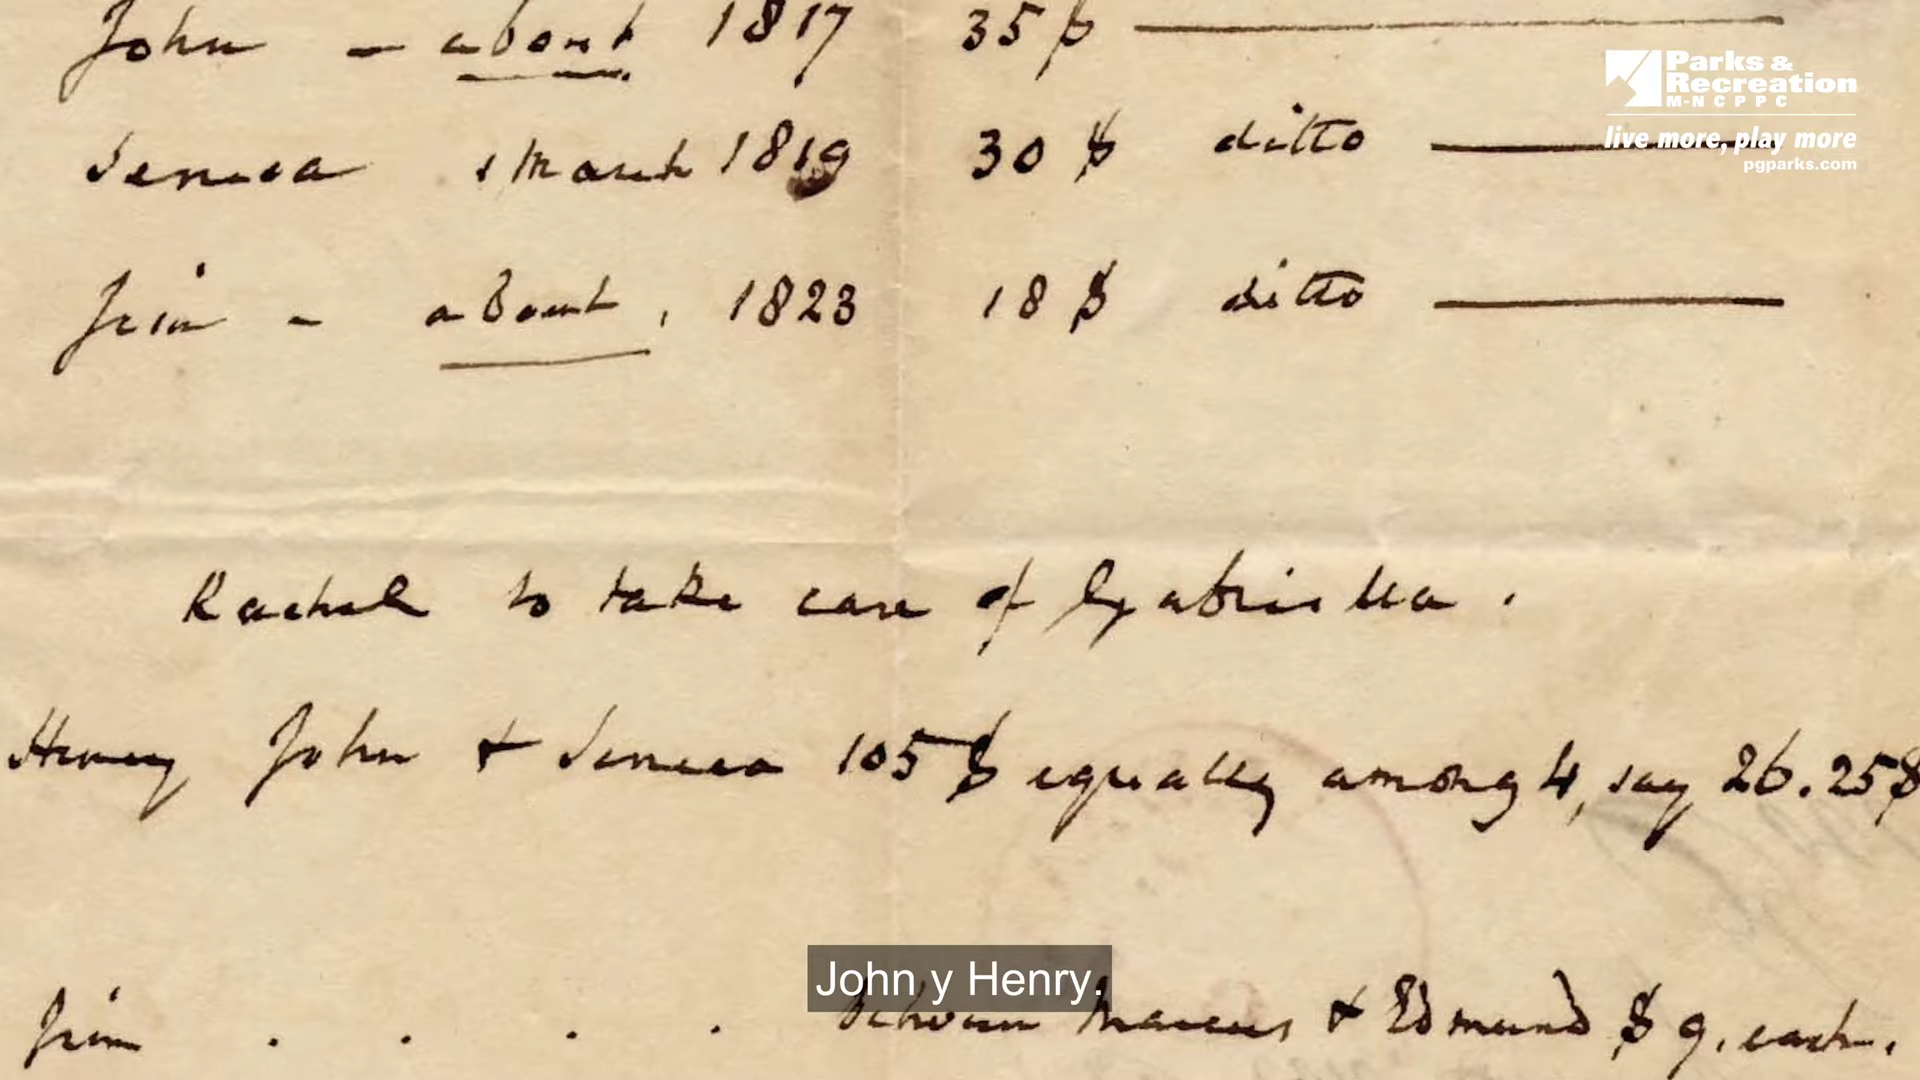 John - about 1817 35 $
Parks &
Recreation
M-NCPPC
live more, play more
pgparks.com
Seneca 1 March 1819 30 $ ditto
Jim - about, 1823 18 $ ditto
Rachel to take care of Gabriella.
Henry John & Seneca 105 $ equally among 4, say 26.25 $
John y Henry.
Jim . . . . between Marcus & Edmund $ 9. each.